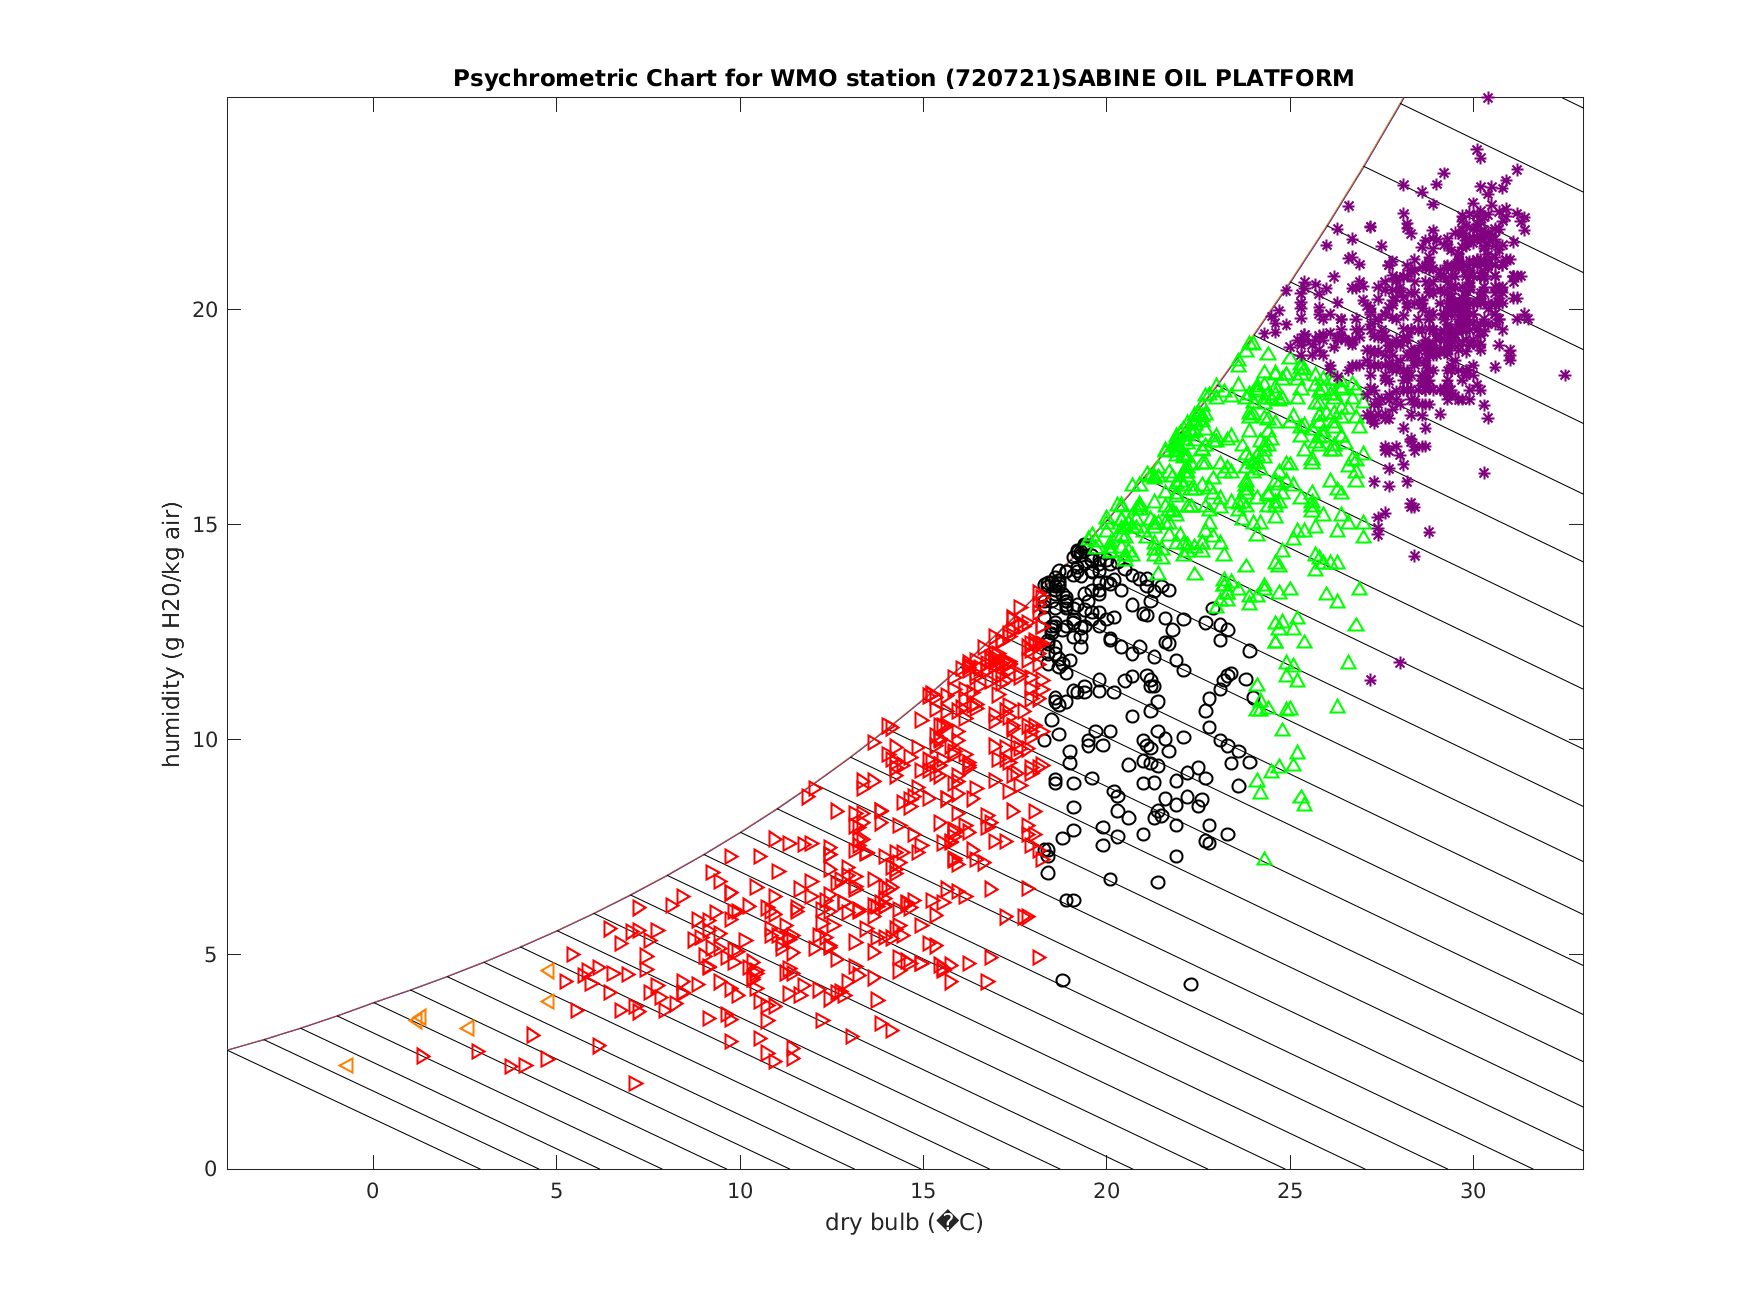 Psychrometric Chart for WMO station (720721)SABINE OIL PLATFORM
humidity (g H20/kg air)
20
15
10
5
0
0 5 10 15 20 25 30
dry bulb (�C)